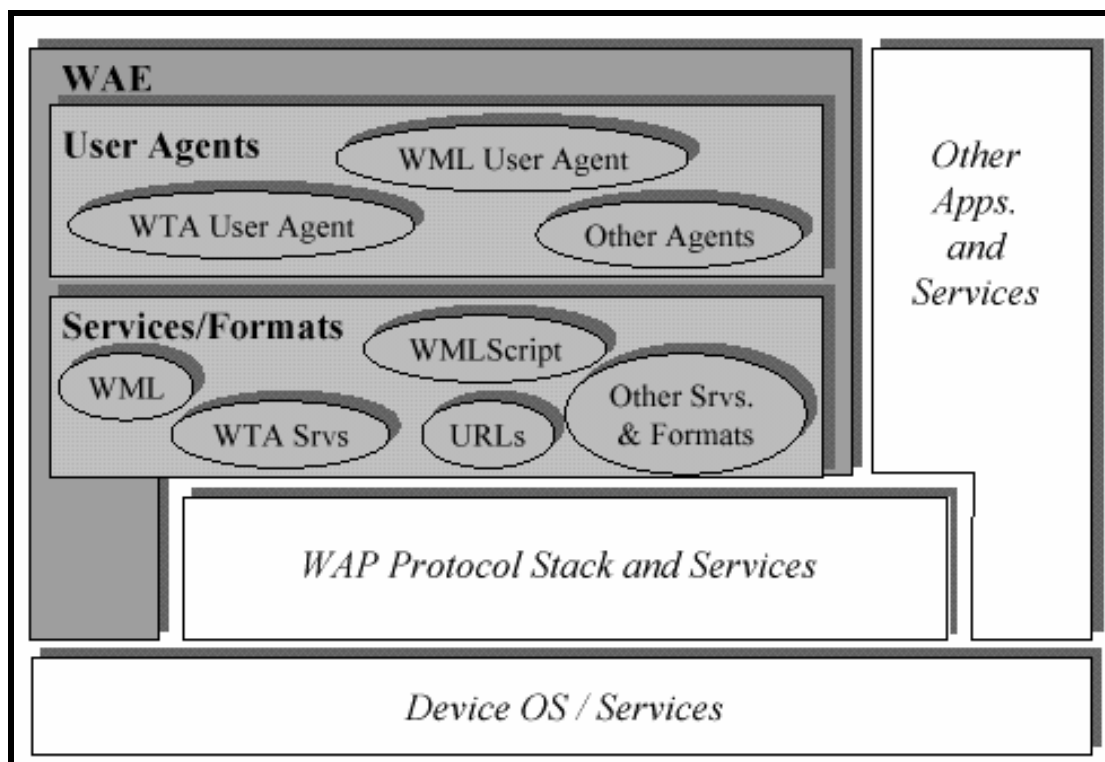 WAE
User Agents
WML User Agent
WTA User Agent
Other Agents
Services/Formats
WMLScript
WML
WTA Srvs
URLs
Other Srvs.
& Formats
Other
Apps.
and
Services
WAP Protocol Stack and Services
Device OS / Services